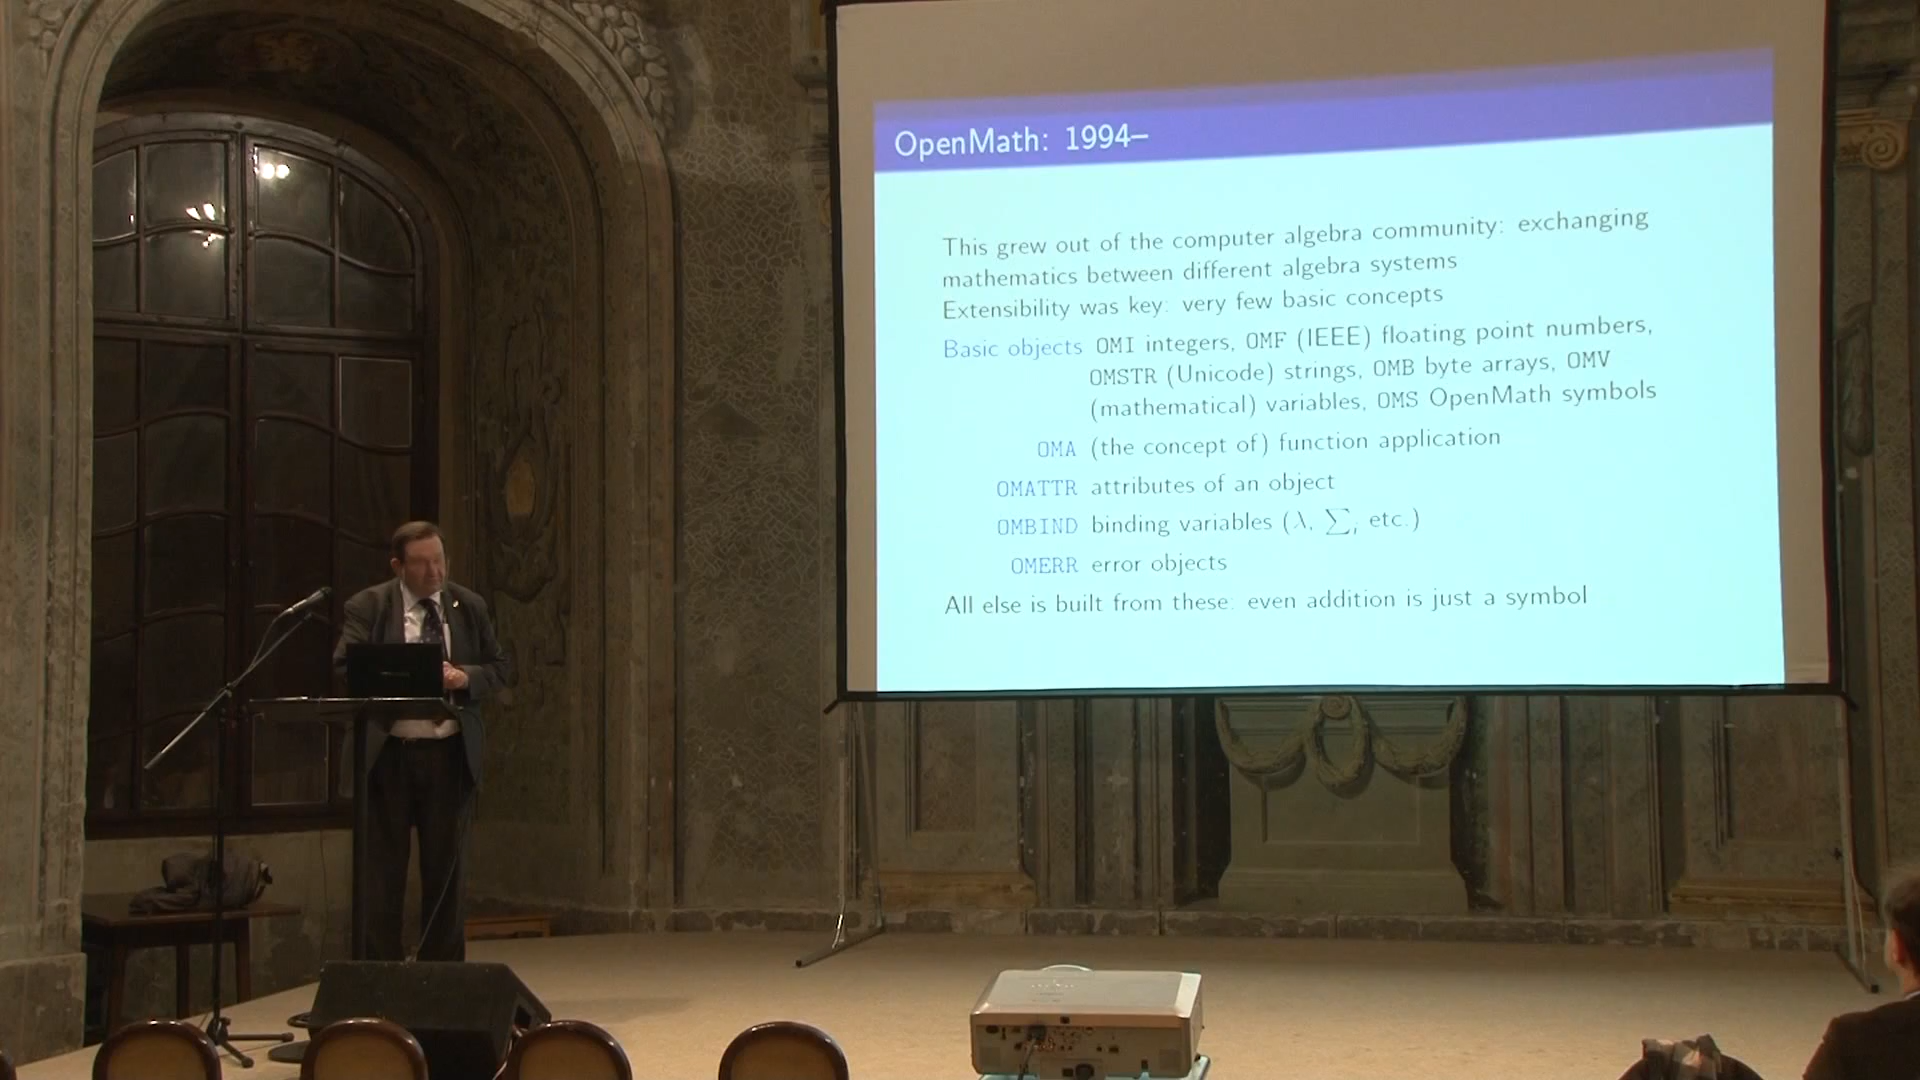 OpenMath: 1994–
This grew out of the computer algebra community: exchanging
mathematics between different algebra systems
Extensibility was key: very few basic concepts
Basic objects OMI integers, OMF (IEEE) floating point numbers,
OMSTR (Unicode) strings, OMB byte arrays, OMV
(mathematical) variables, OMS OpenMath symbols
OMA (the concept of) function application
OMATTR attributes of an object
OMBIND binding variables (λ, ∑ᵢ etc.)
OMERR error objects
All else is built from these: even addition is just a symbol